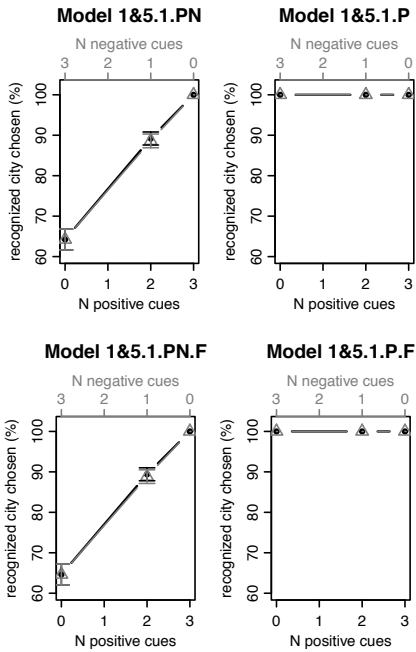 Model 1&5.1.PN
N negative cues
3 2 1 0
recognized city chosen (%)
100
90
80
70
60
0 1 2 3
N positive cues
Model 1&5.1.P
N negative cues
3 2 1 0
recognized city chosen (%)
100
90
80
70
60
0 1 2 3
N positive cues
Model 1&5.1.PN.F
N negative cues
3 2 1 0
recognized city chosen (%)
100
90
80
70
60
0 1 2 3
N positive cues
Model 1&5.1.P.F
N negative cues
3 2 1 0
recognized city chosen (%)
100
90
80
70
60
0 1 2 3
N positive cues